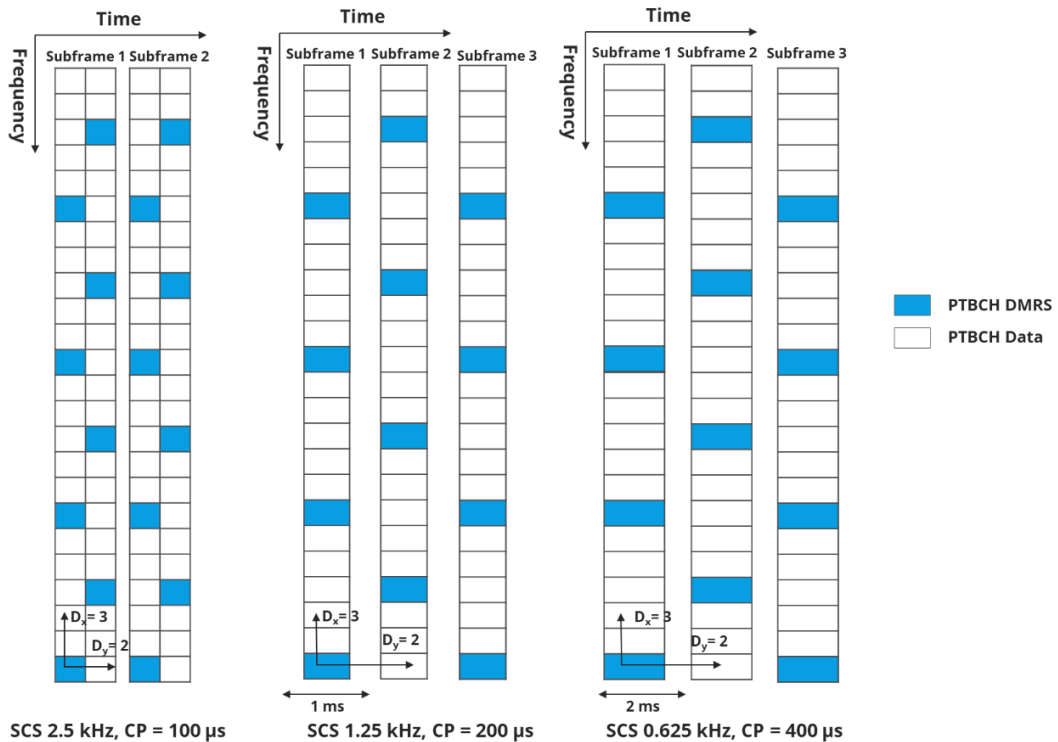 Time
Frequency
Subframe 1 Subframe 2
Dx= 3
Dy= 2
SCS 2.5 kHz, CP = 100 µs
Time
Frequency
Subframe 1 Subframe 2 Subframe 3
Dx= 3
Dy= 2
1 ms
SCS 1.25 kHz, CP = 200 µs
Time
Frequency
Subframe 1 Subframe 2 Subframe 3
Dx= 3
Dy= 2
2 ms
SCS 0.625 kHz, CP = 400 µs
PTBCH DMRS
PTBCH Data